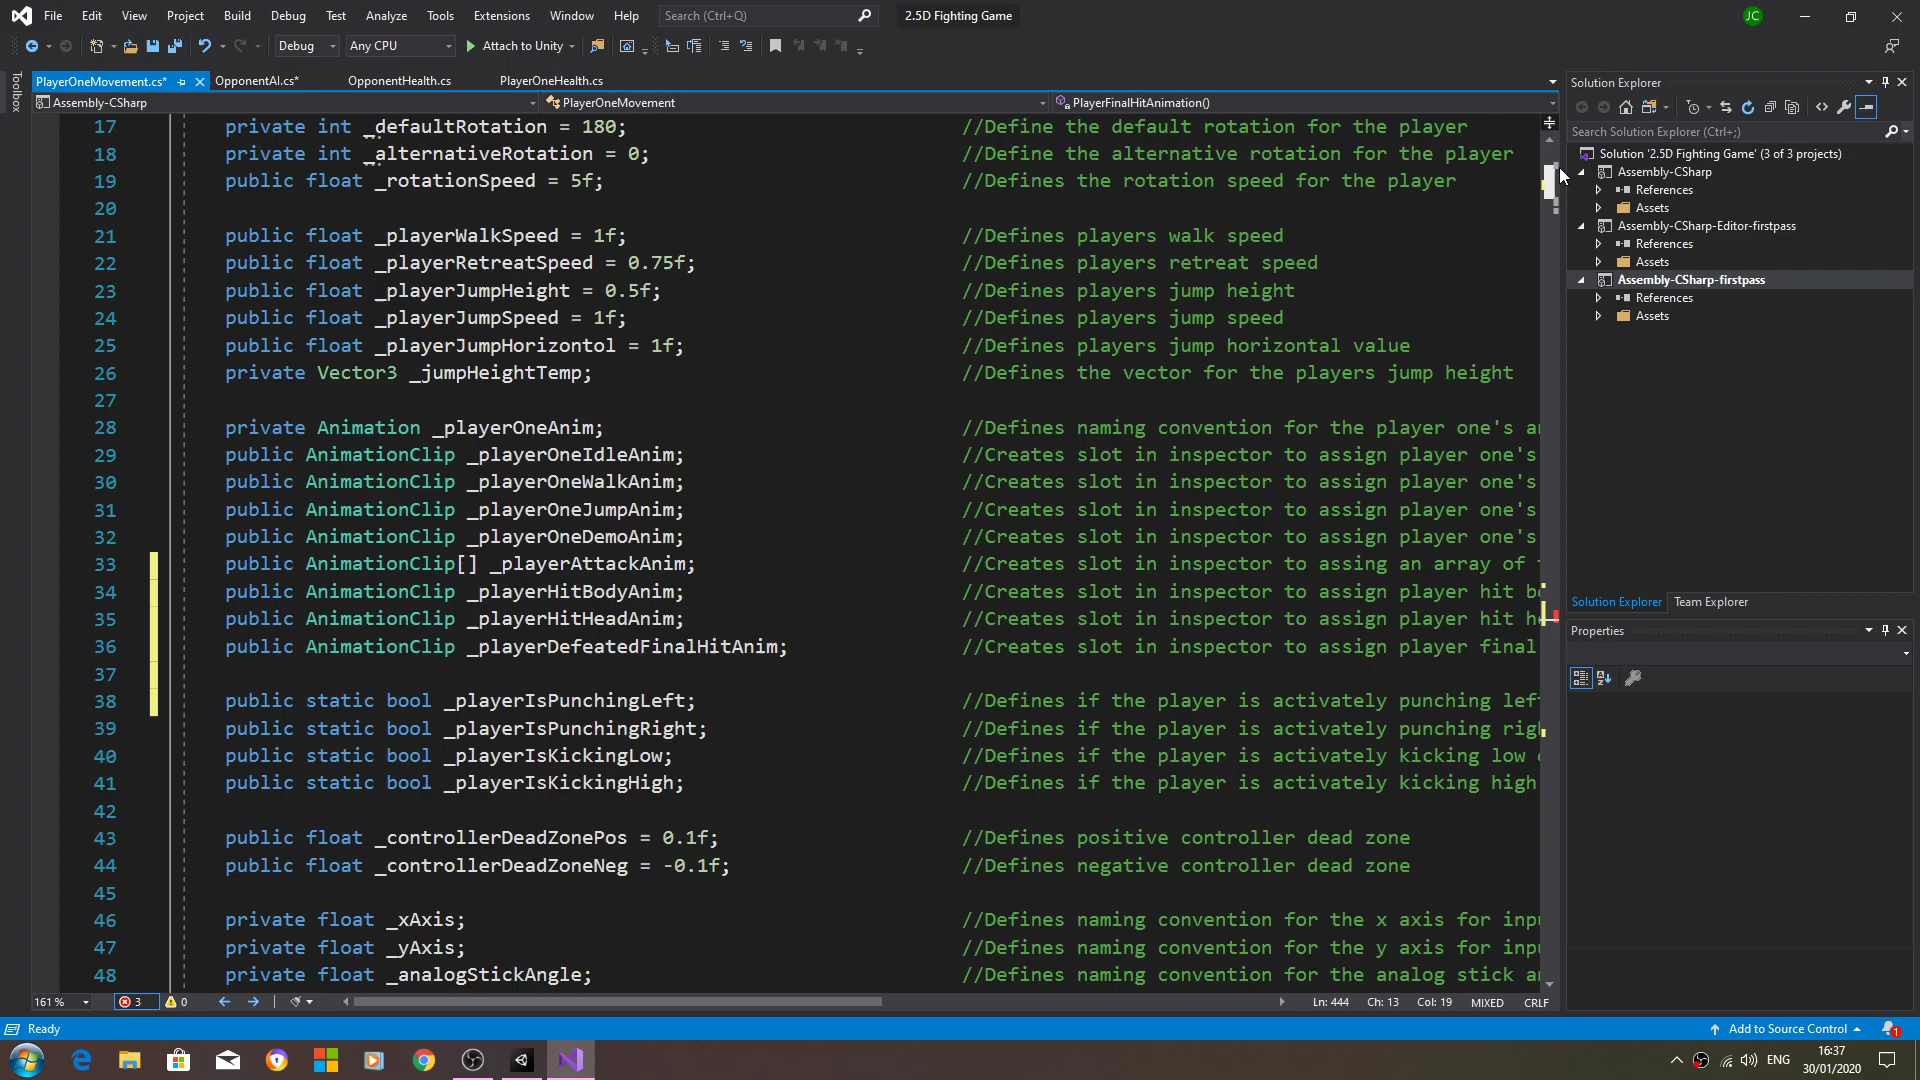 File Edit View Project Build Debug Test Analyze Tools Extensions Window Help Search (Ctrl+Q) 2.5D Fighting Game JC
Debug Any CPU Attach to Unity
Toolbox
PlayerOneMovement.cs* OpponentAI.cs* OpponentHealth.cs PlayerOneHealth.cs
Assembly-CSharp PlayerOneMovement PlayerFinalHitAnimation()
17 private int _defaultRotation = 180; //Define the default rotation for the player
18 private int _alternativeRotation = 0; //Define the alternative rotation for the player
19 public float _rotationSpeed = 5f; //Defines the rotation speed for the player
20
21 public float _playerWalkSpeed = 1f; //Defines players walk speed
22 public float _playerRetreatSpeed = 0.75f; //Defines players retreat speed
23 public float _playerJumpHeight = 0.5f; //Defines players jump height
24 public float _playerJumpSpeed = 1f; //Defines players jump speed
25 public float _playerJumpHorizontol = 1f; //Defines players jump horizontal value
26 private Vector3 _jumpHeightTemp; //Defines the vector for the players jump height
27
28 private Animation _playerOneAnim; //Defines naming convention for the player one's
29 public AnimationClip _playerOneIdleAnim; //Creates slot in inspector to assign player one's
30 public AnimationClip _playerOneWalkAnim; //Creates slot in inspector to assign player one's
31 public AnimationClip _playerOneJumpAnim; //Creates slot in inspector to assign player one's
32 public AnimationClip _playerOneDemoAnim; //Creates slot in inspector to assign player one's
33 public AnimationClip[] _playerAttackAnim; //Creates slot in inspector to assing an array of
34 public AnimationClip _playerHitBodyAnim; //Creates slot in inspector to assign player hit
35 public AnimationClip _playerHitHeadAnim; //Creates slot in inspector to assign player hit
36 public AnimationClip _playerDefeatedFinalHitAnim; //Creates slot in inspector to assign player final
37
38 public static bool _playerIsPunchingLeft; //Defines if the player is activately punching
39 public static bool _playerIsPunchingRight; //Defines if the player is activately punching
40 public static bool _playerIsKickingLow; //Defines if the player is activately kicking low
41 public static bool _playerIsKickingHigh; //Defines if the player is activately kicking high
42
43 public float _controllerDeadZonePos = 0.1f; //Defines positive controller dead zone
44 public float _controllerDeadZoneNeg = -0.1f; //Defines negative controller dead zone
45
46 private float _xAxis; //Defines naming convention for the x axis for
47 private float _yAxis; //Defines naming convention for the y axis for
48 private float _analogStickAngle; //Defines naming convention for the analog stick
161 % 3 0 Ln: 444 Ch: 13 Col: 19 MIXED CRLF
Solution Explorer
Search Solution Explorer (Ctrl+;)
Solution '2.5D Fighting Game' (3 of 3 projects)
Assembly-CSharp
References
Assets
Assembly-CSharp-Editor-firstpass
References
Assets
Assembly-CSharp-firstpass
References
Assets
Solution Explorer Team Explorer
Properties
Ready Add to Source Control 1
ENG 16:37
30/01/2020